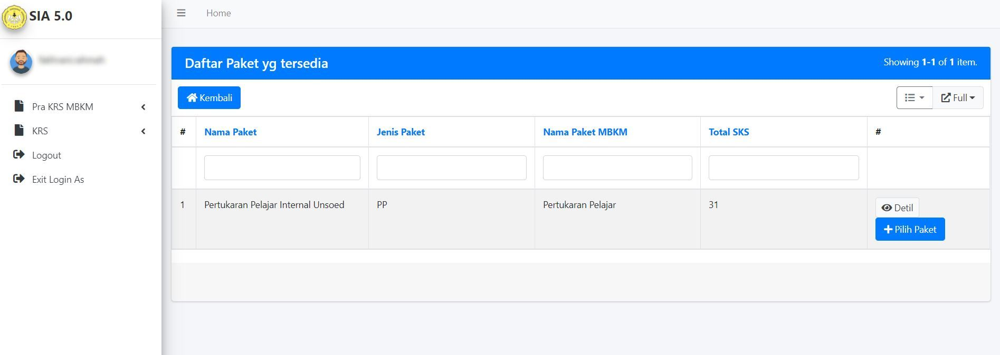 SIA 5.0
Home
Pra KRS MBKM
KRS
Logout
Exit Login As
Daftar Paket yg tersedia
Showing 1-1 of 1 item.
Kembali
Full
# Nama Paket Jenis Paket Nama Paket MBKM Total SKS #
1 Pertukaran Pelajar Internal Unsoed PP Pertukaran Pelajar 31 Detil
Pilih Paket